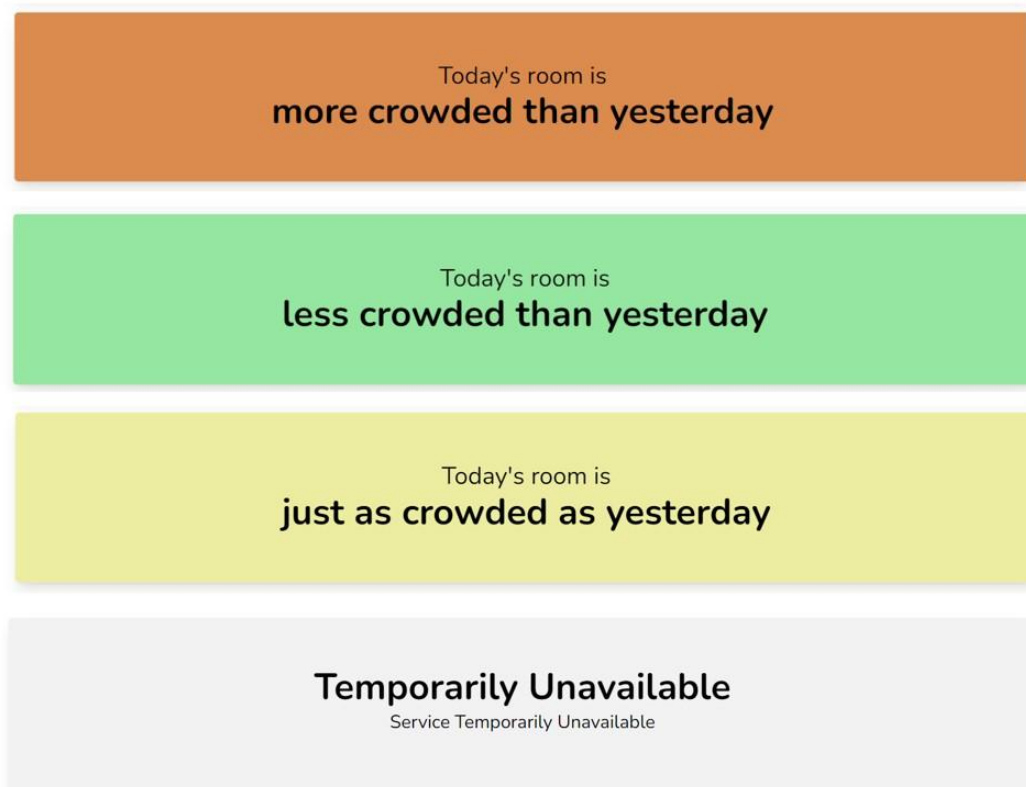 Today's room is
more crowded than yesterday
Today's room is
less crowded than yesterday
Today's room is
just as crowded as yesterday
Temporarily Unavailable
Service Temporarily Unavailable